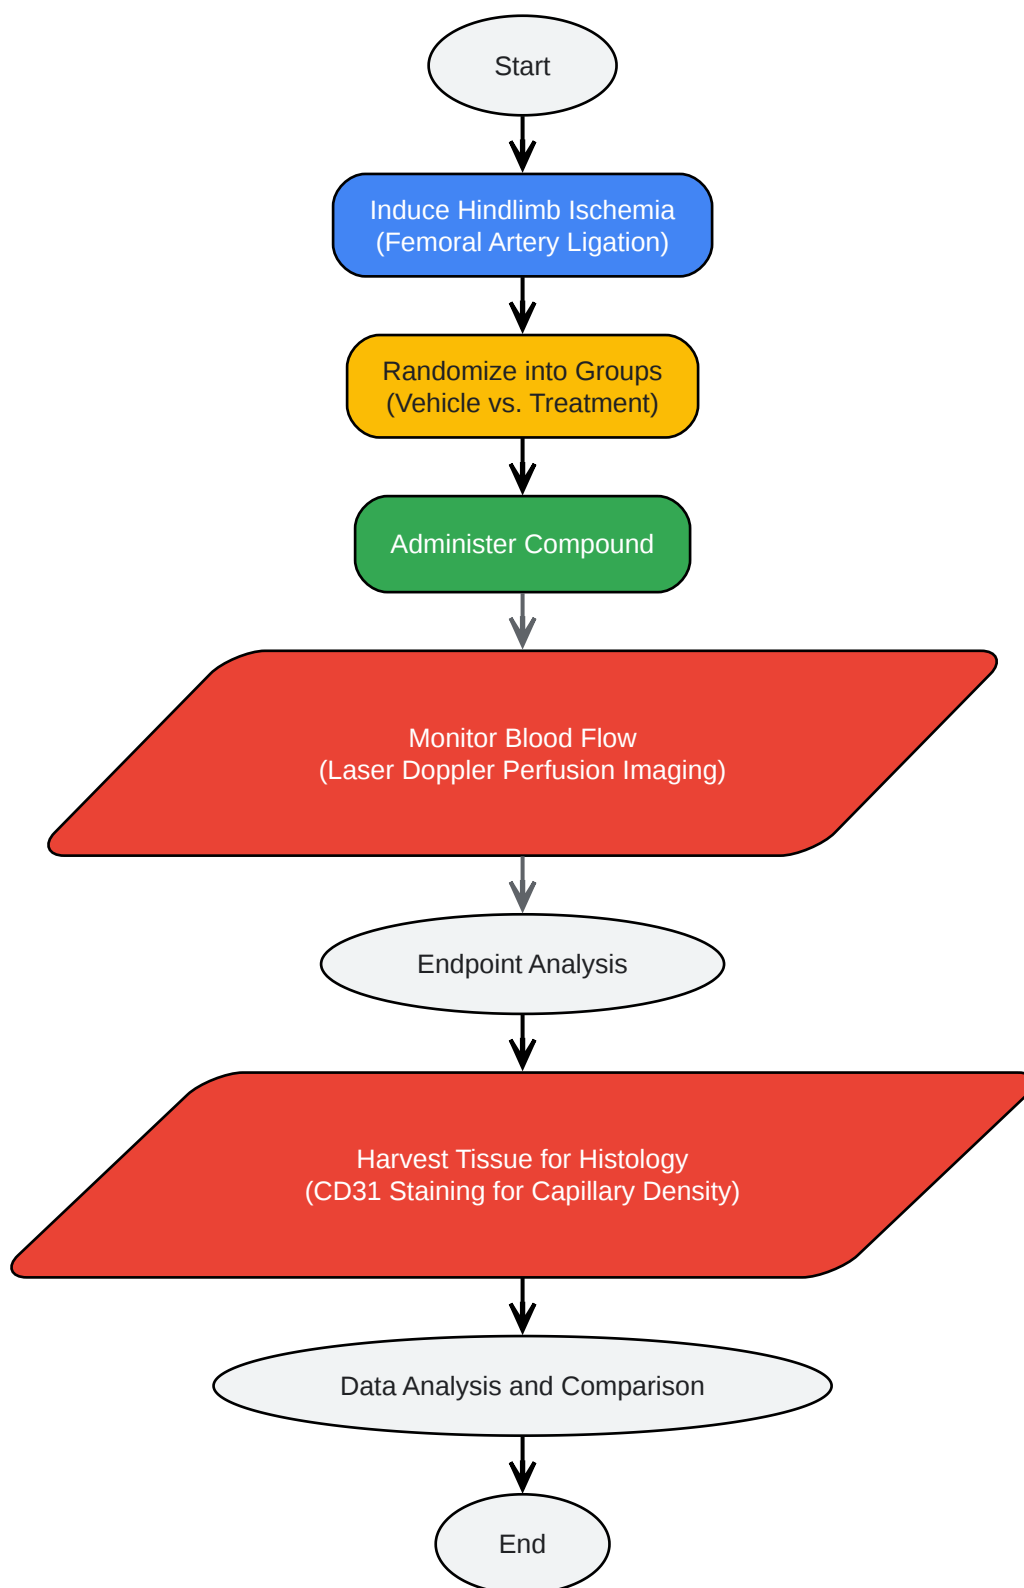 Start
Induce Hindlimb Ischemia
(Femoral Artery Ligation)
Randomize into Groups
(Vehicle vs. Treatment)
Administer Compound
Monitor Blood Flow
(Laser Doppler Perfusion Imaging)
Endpoint Analysis
Harvest Tissue for Histology
(CD31 Staining for Capillary Density)
Data Analysis and Comparison
End